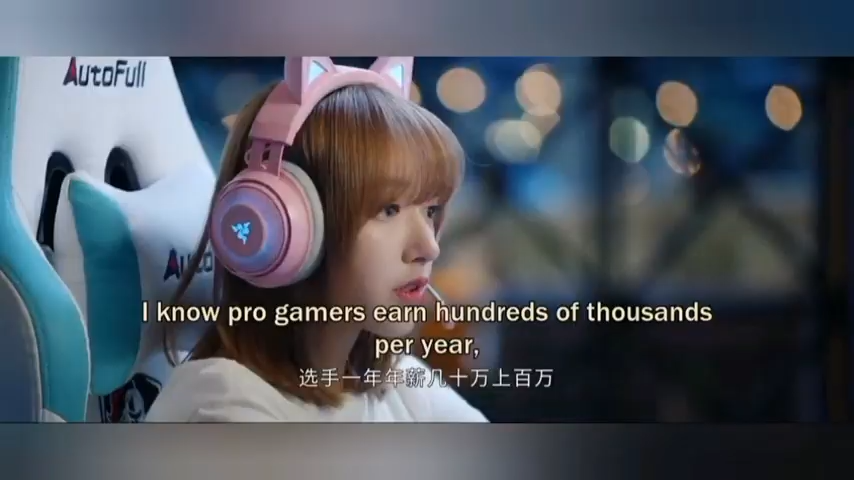 AutoFull
Auto
I know pro gamers earn hundreds of thousands
per year,
选手一年年薪几十万上百万